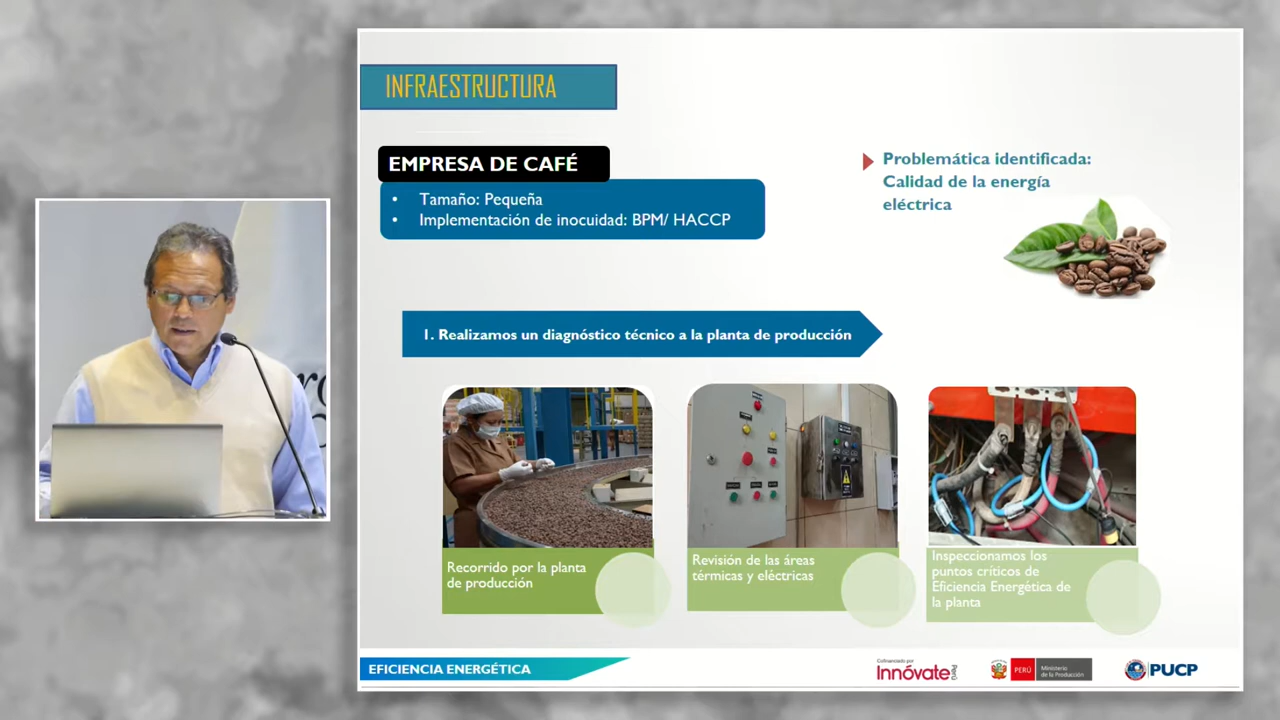 INFRAESTRUCTURA
EMPRESA DE CAFÉ
• Tamaño: Pequeña
• Implementación de inocuidad: BPM/ HACCP
Problemática identificada:
Calidad de la energía
eléctrica
1. Realizamos un diagnóstico técnico a la planta de producción
Recorrido por la planta
de producción
Revisión de las áreas
térmicas y eléctricas
Inspeccionamos los
puntos críticos de
Eficiencia Energética de
la planta
EFICIENCIA ENERGÉTICA
Cofinanciado por
Innóvate Perú
PERÚ
Ministerio
de la Producción
PUCP